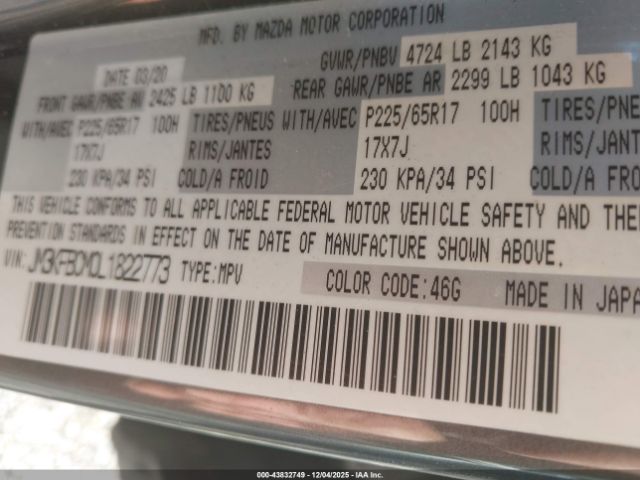 MFD. BY MAZDA MOTOR CORPORATION
DATE 03/20 GVWR/PNBV 4724 LB 2143 KG
FRONT GAWR/PNBE AV 2425 LB 1100 KG REAR GAWR/PNBE AR 2299 LB 1043 KG
WITH/AVEC P225/65R17 100H TIRES/PNEUS WITH/AVEC P225/65R17 100H TIRES/PNEUS
17X7J RIMS/JANTES 17X7J RIMS/JANTES
230 KPA/34 PSI COLD/A FROID 230 KPA/34 PSI COLD/A FROID
THIS VEHICLE CONFORMS TO ALL APPLICABLE FEDERAL MOTOR VEHICLE SAFETY AND THE
PREVENTION STANDARDS IN EFFECT ON THE DATE OF MANUFACTURE SHOWN ABOVE.
VIN: JM3KFBCM0L1822773 TYPE:MPV COLOR CODE:46G MADE IN JAPA
000-43832749 - 12/04/2025 - IAA Inc.